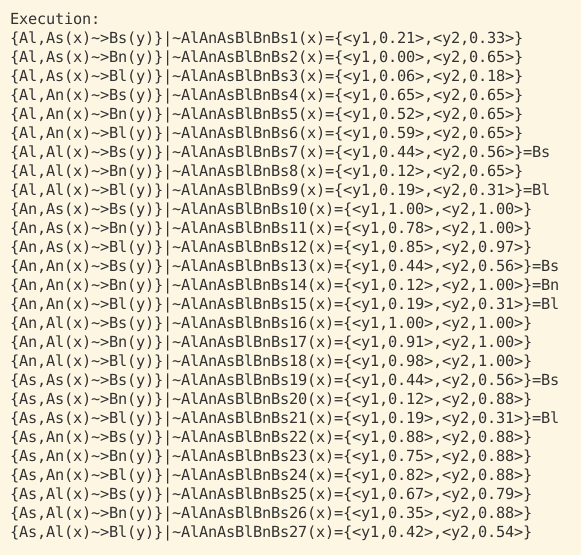 Execution:
{Al,As(x)~>Bs(y)}|~AlAnAsBlBnBs1(x)={<y1,0.21>,<y2,0.33>}
{Al,As(x)~>Bn(y)}|~AlAnAsBlBnBs2(x)={<y1,0.00>,<y2,0.65>}
{Al,As(x)~>Bl(y)}|~AlAnAsBlBnBs3(x)={<y1,0.06>,<y2,0.18>}
{Al,An(x)~>Bs(y)}|~AlAnAsBlBnBs4(x)={<y1,0.65>,<y2,0.65>}
{Al,An(x)~>Bn(y)}|~AlAnAsBlBnBs5(x)={<y1,0.52>,<y2,0.65>}
{Al,An(x)~>Bl(y)}|~AlAnAsBlBnBs6(x)={<y1,0.59>,<y2,0.65>}
{Al,Al(x)~>Bs(y)}|~AlAnAsBlBnBs7(x)={<y1,0.44>,<y2,0.56>}=Bs
{Al,Al(x)~>Bn(y)}|~AlAnAsBlBnBs8(x)={<y1,0.12>,<y2,0.65>}
{Al,Al(x)~>Bl(y)}|~AlAnAsBlBnBs9(x)={<y1,0.19>,<y2,0.31>}=Bl
{An,As(x)~>Bs(y)}|~AlAnAsBlBnBs10(x)={<y1,1.00>,<y2,1.00>}
{An,As(x)~>Bn(y)}|~AlAnAsBlBnBs11(x)={<y1,0.78>,<y2,1.00>}
{An,As(x)~>Bl(y)}|~AlAnAsBlBnBs12(x)={<y1,0.85>,<y2,0.97>}
{An,An(x)~>Bs(y)}|~AlAnAsBlBnBs13(x)={<y1,0.44>,<y2,0.56>}=Bs
{An,An(x)~>Bn(y)}|~AlAnAsBlBnBs14(x)={<y1,0.12>,<y2,1.00>}=Bn
{An,An(x)~>Bl(y)}|~AlAnAsBlBnBs15(x)={<y1,0.19>,<y2,0.31>}=Bl
{An,Al(x)~>Bs(y)}|~AlAnAsBlBnBs16(x)={<y1,1.00>,<y2,1.00>}
{An,Al(x)~>Bn(y)}|~AlAnAsBlBnBs17(x)={<y1,0.91>,<y2,1.00>}
{An,Al(x)~>Bl(y)}|~AlAnAsBlBnBs18(x)={<y1,0.98>,<y2,1.00>}
{As,As(x)~>Bs(y)}|~AlAnAsBlBnBs19(x)={<y1,0.44>,<y2,0.56>}=Bs
{As,As(x)~>Bn(y)}|~AlAnAsBlBnBs20(x)={<y1,0.12>,<y2,0.88>}
{As,As(x)~>Bl(y)}|~AlAnAsBlBnBs21(x)={<y1,0.19>,<y2,0.31>}=Bl
{As,An(x)~>Bs(y)}|~AlAnAsBlBnBs22(x)={<y1,0.88>,<y2,0.88>}
{As,An(x)~>Bn(y)}|~AlAnAsBlBnBs23(x)={<y1,0.75>,<y2,0.88>}
{As,An(x)~>Bl(y)}|~AlAnAsBlBnBs24(x)={<y1,0.82>,<y2,0.88>}
{As,Al(x)~>Bs(y)}|~AlAnAsBlBnBs25(x)={<y1,0.67>,<y2,0.79>}
{As,Al(x)~>Bn(y)}|~AlAnAsBlBnBs26(x)={<y1,0.35>,<y2,0.88>}
{As,Al(x)~>Bl(y)}|~AlAnAsBlBnBs27(x)={<y1,0.42>,<y2,0.54>}